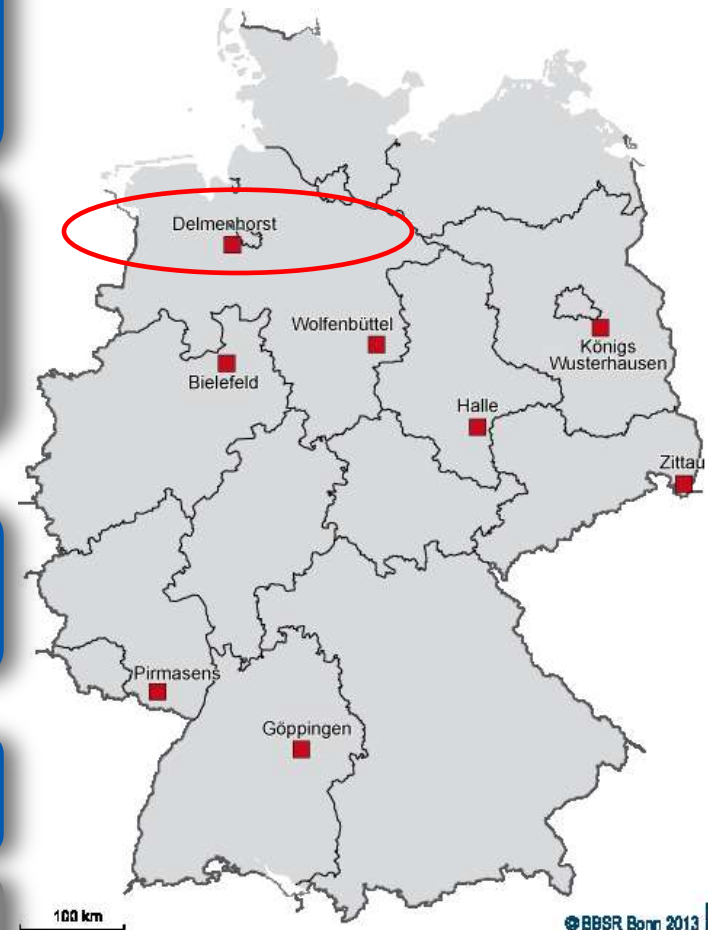 Delmenhorst
Wolfenbüttel
Königs
Wusterhausen
Bielefeld
Halle
Zittau
Pirmasens
Göppingen
100 km
© BBSR Bonn 2013